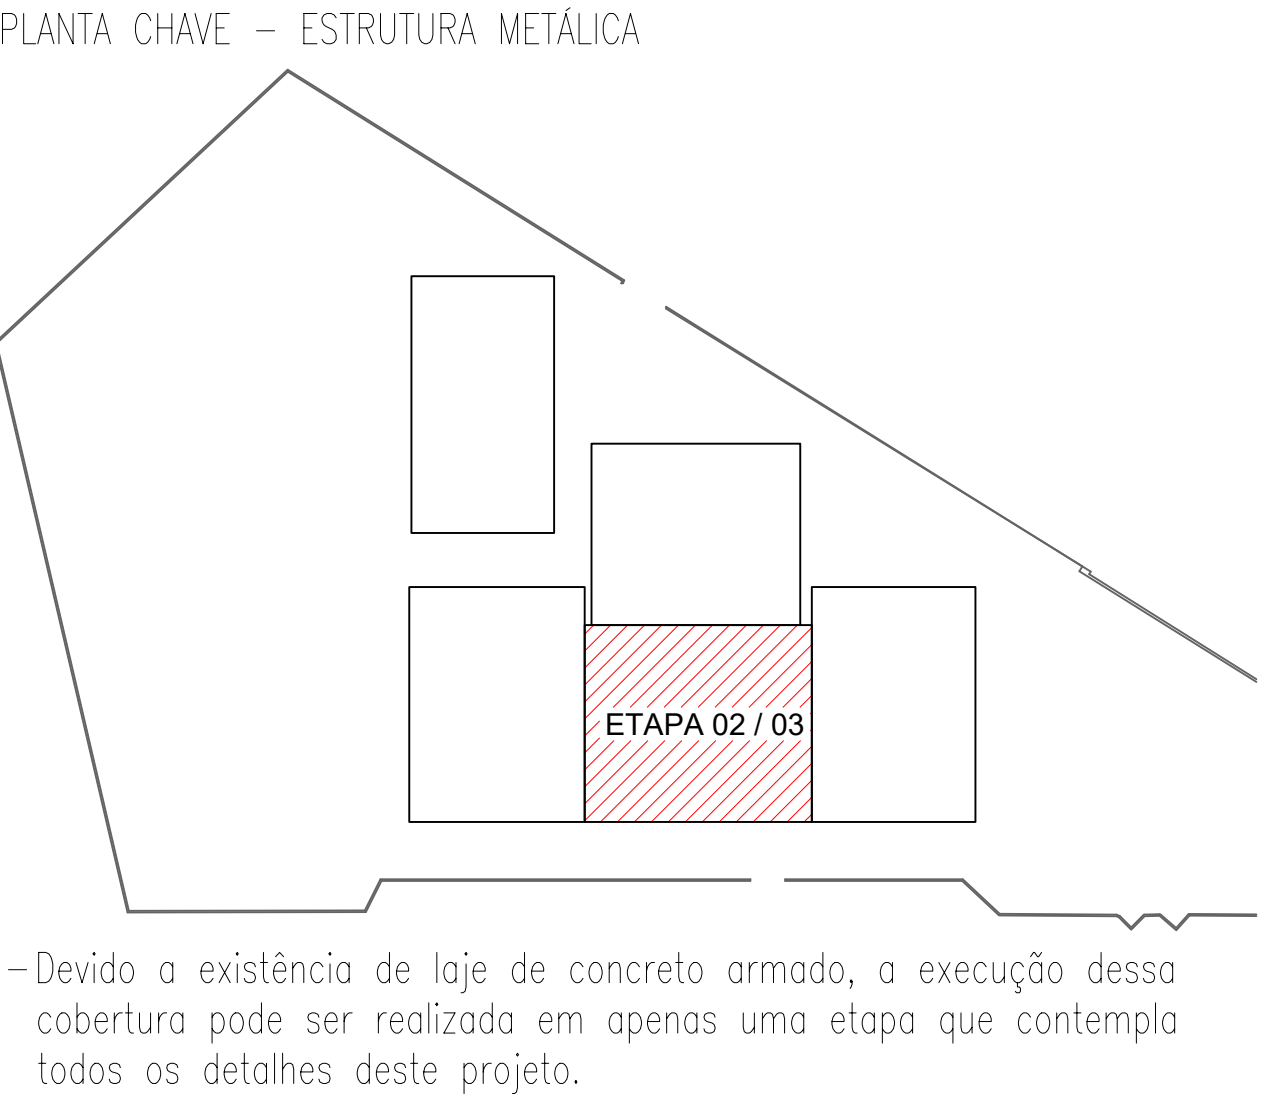 PLANTA CHAVE – ESTRUTURA METÁLICA
ETAPA 02 / 03
–Devido a existência de laje de concreto armado, a execução dessa
cobertura pode ser realizada em apenas uma etapa que contempla
todos os detalhes deste projeto.